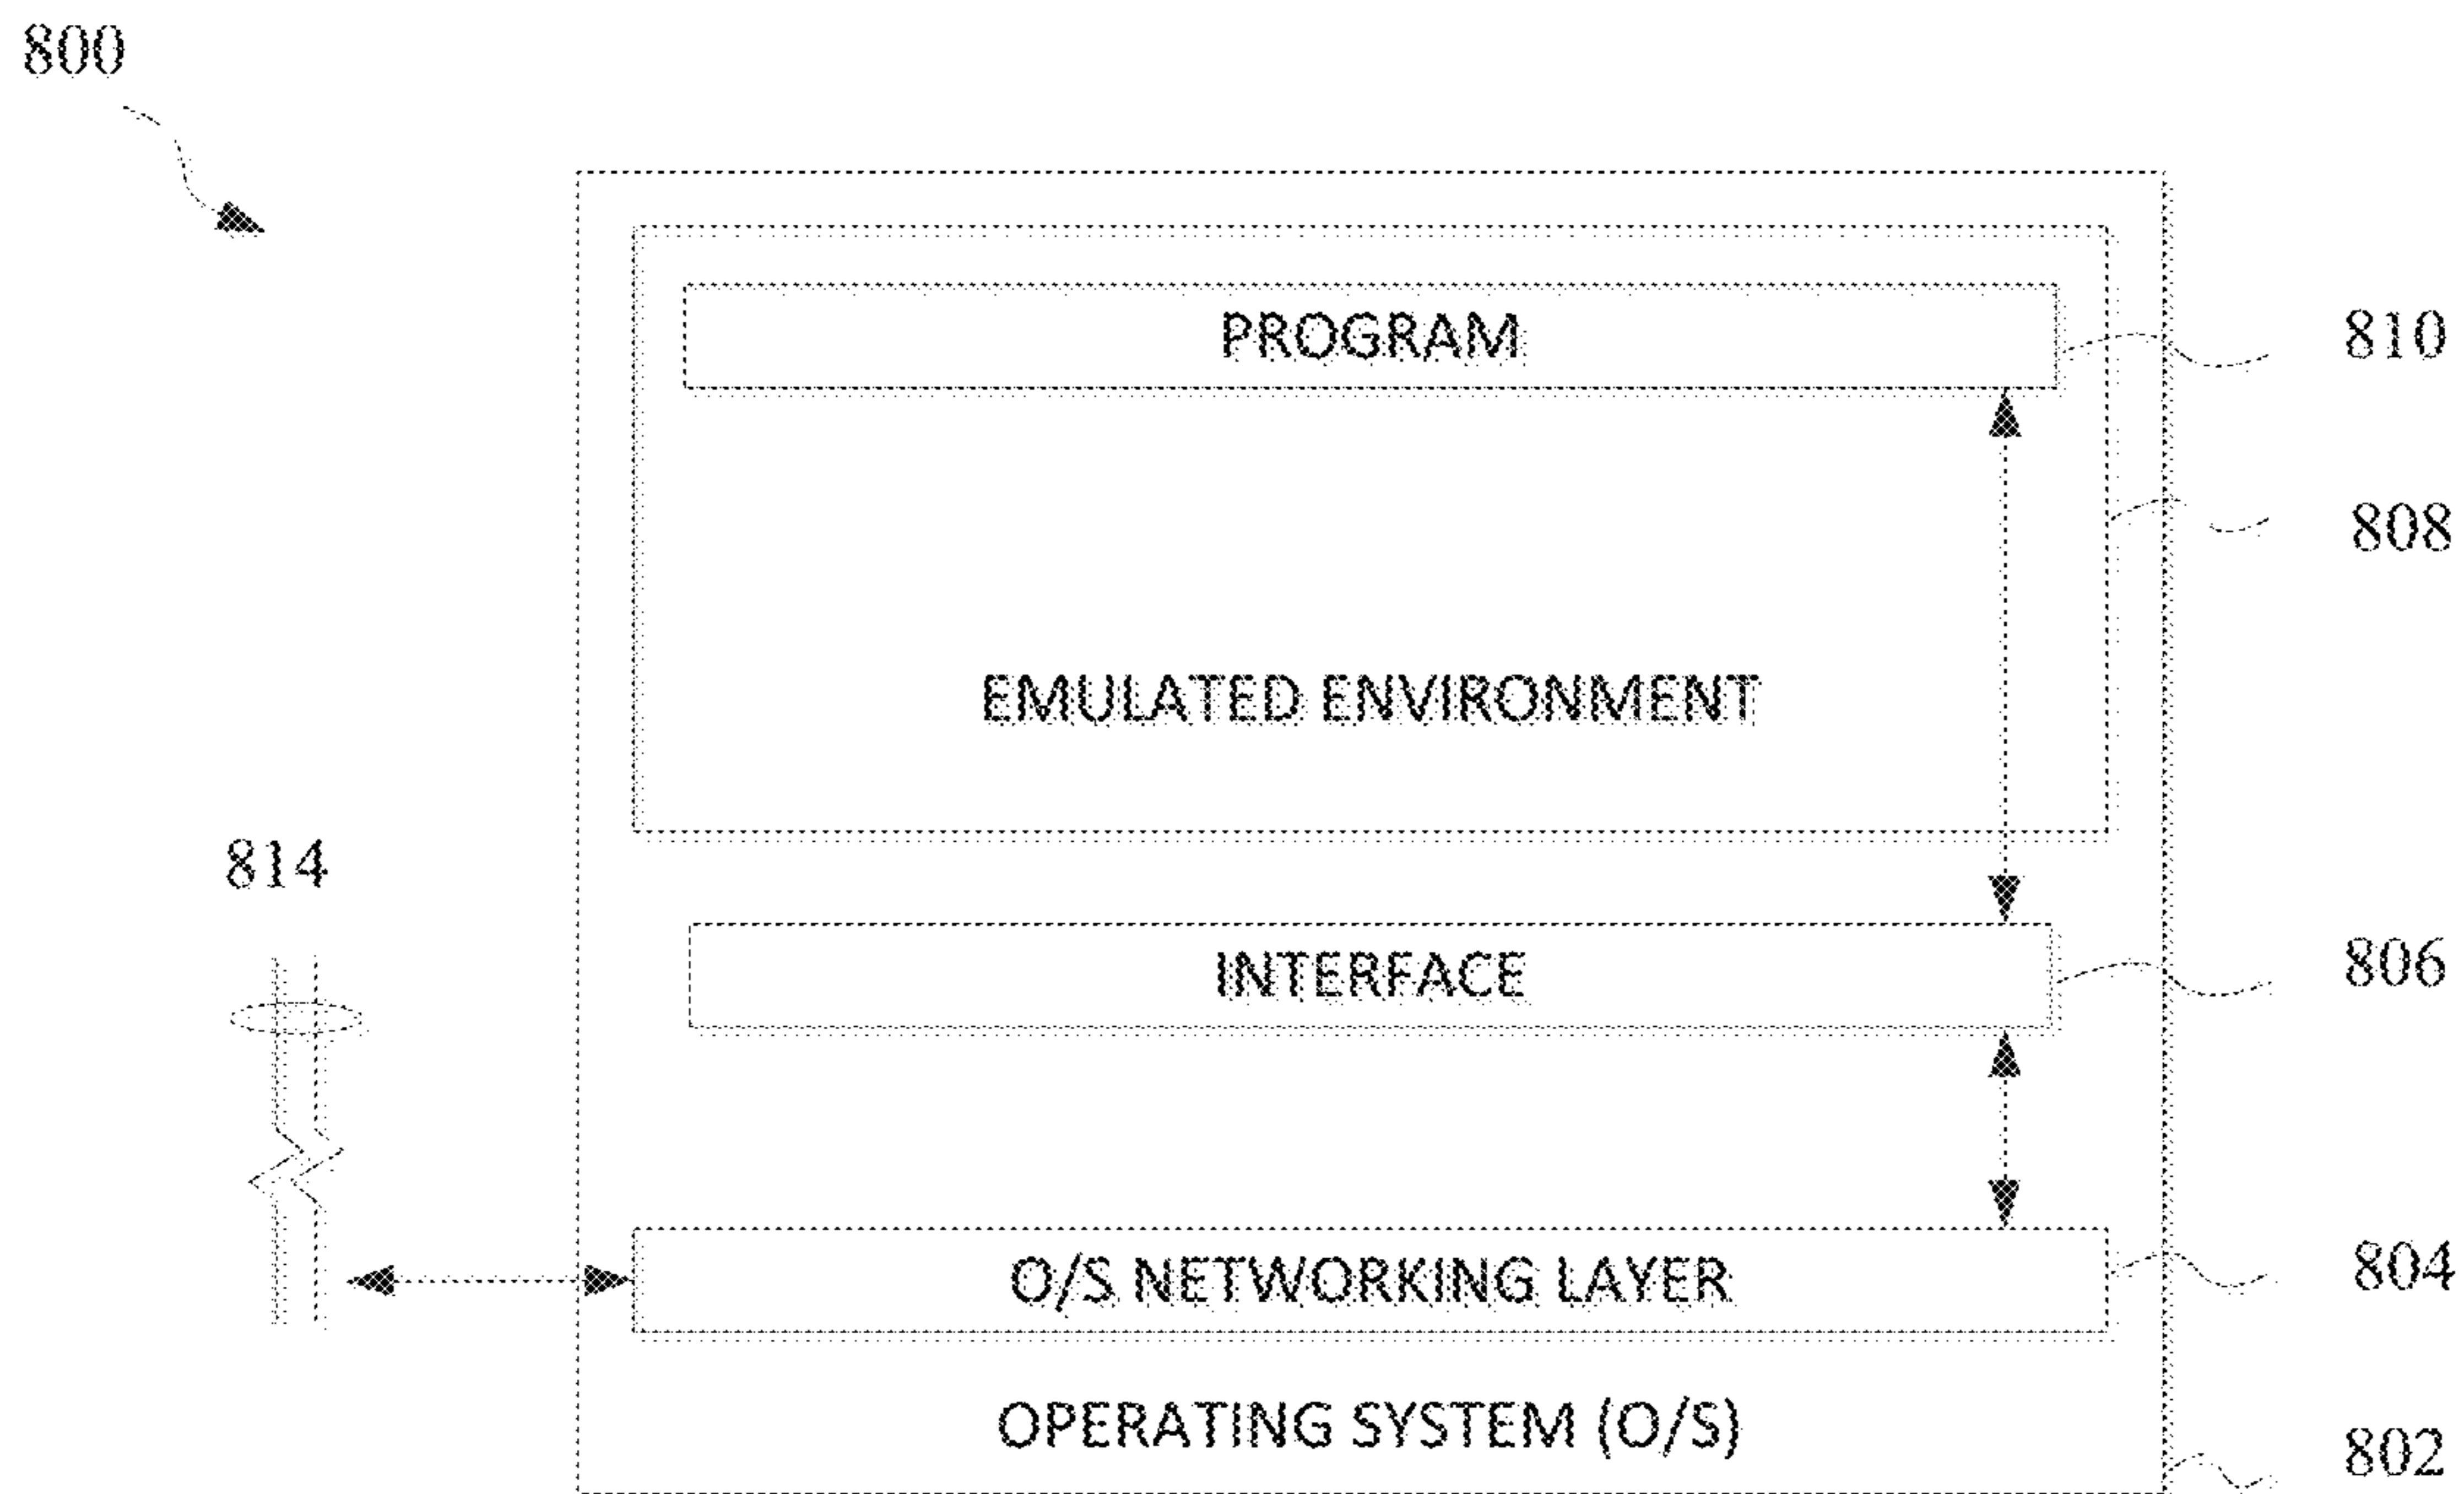 800
PROGRAM
810
808
EMULATED ENVIRONMENT
814
INTERFACE
806
O/S NETWORKING LAYER
804
OPERATING SYSTEM (O/S)
802